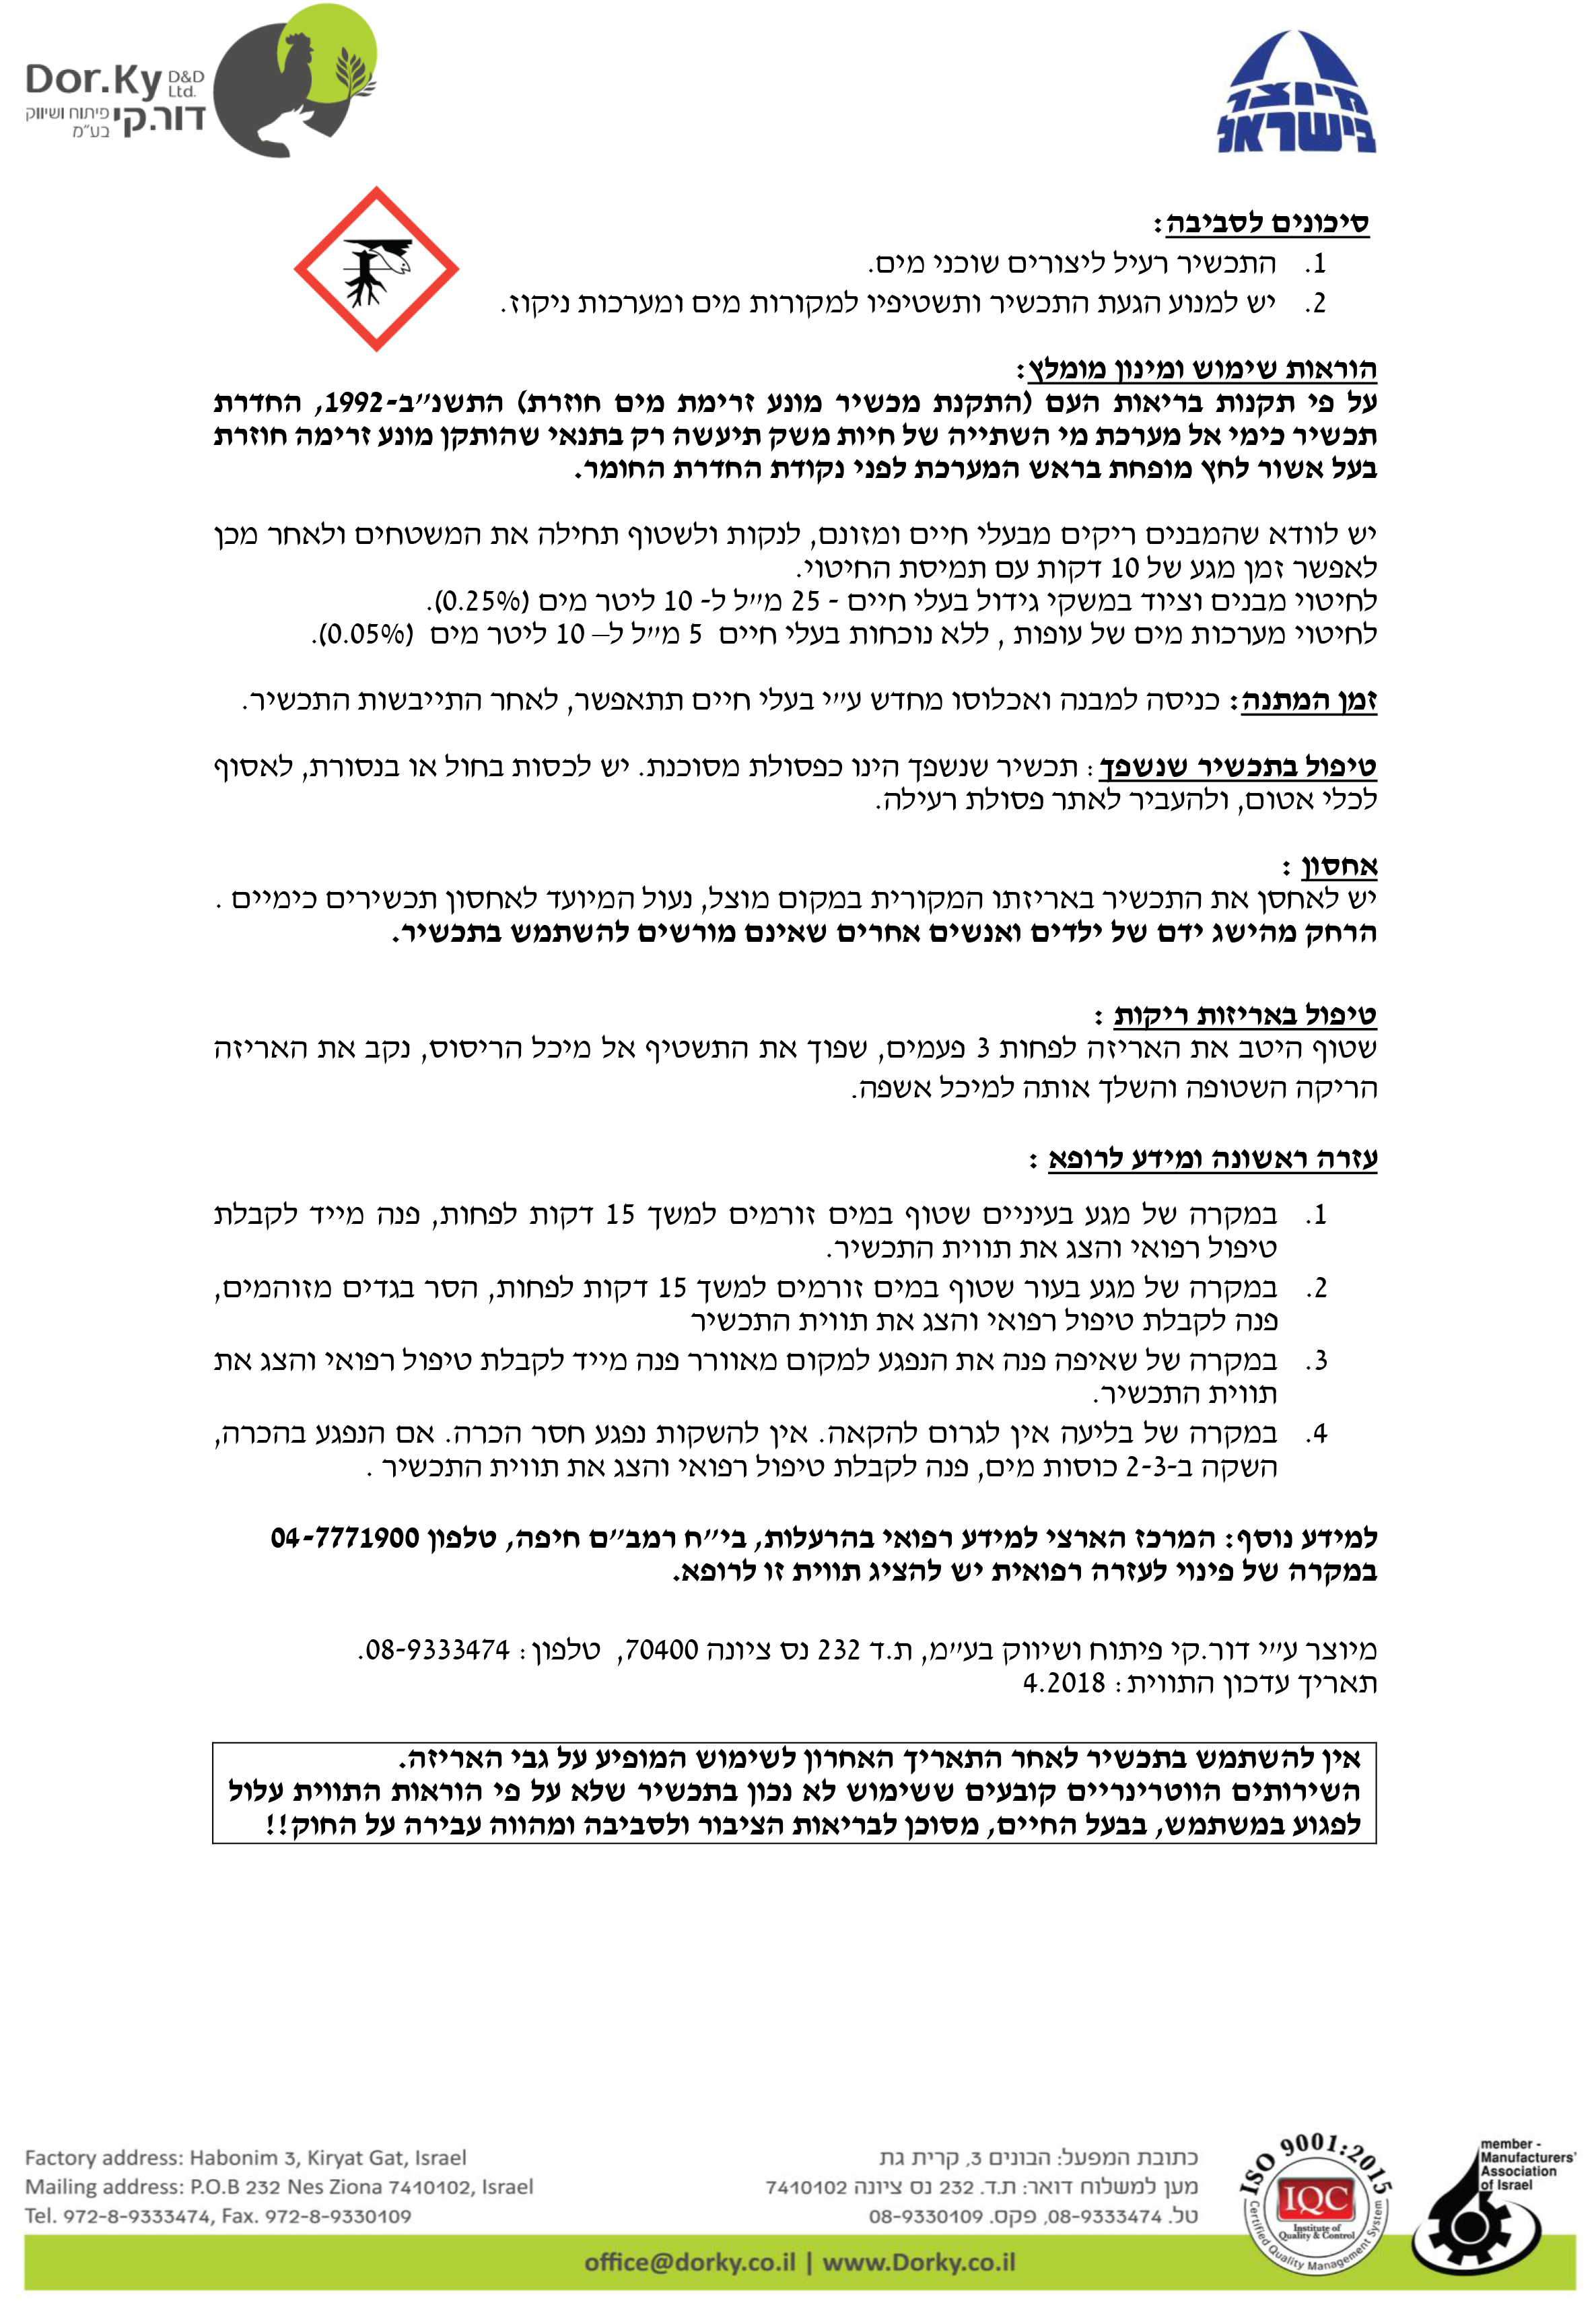 Dor.Ky D&D Ltd.
דור.קי פיתוח ושיווק בע"מ
מיוצר בישראל
סיכונים לסביבה:
1. התכשיר רעיל ליצורים שוכני מים.
2. יש למנוע הגעת התכשיר ותשטיפיו למקורות מים ומערכות ניקוז.
הוראות שימוש ומינון מומלץ:
על פי תקנות בריאות העם (התקנת מכשיר מונע זרימת מים חוזרת) התשנ"ב-1992, החדרת
תכשיר כימי אל מערכת מי השתייה של חיות משק תיעשה רק בתנאי שהותקן מונע זרימה חוזרת
בעל אשור לחץ מופחת בראש המערכת לפני נקודת החדרת החומר.
יש לוודא שהמבנים ריקים מבעלי חיים ומזונם, לנקות ולשטוף תחילה את המשטחים ולאחר מכן
לאפשר זמן מגע של 10 דקות עם תמיסת החיטוי.
לחיטוי מבנים וציוד במשקי גידול בעלי חיים - 25 מ"ל ל- 10 ליטר מים (0.25%).
לחיטוי מערכות מים של עופות , ללא נוכחות בעלי חיים 5 מ"ל ל– 10 ליטר מים (0.05%).
זמן המתנה: כניסה למבנה ואכלוסו מחדש ע"י בעלי חיים תתאפשר, לאחר התייבשות התכשיר.
טיפול בתכשיר שנשפך: תכשיר שנשפך הינו כפסולת מסוכנת. יש לכסות בחול או בנסורת, לאסוף
לכלי אטום, ולהעביר לאתר פסולת רעילה.
אחסון :
יש לאחסן את התכשיר באריזתו המקורית במקום מוצל, נעול המיועד לאחסון תכשירים כימיים .
הרחק מהישג ידם של ילדים ואנשים אחרים שאינם מורשים להשתמש בתכשיר.
טיפול באריזות ריקות :
שטוף היטב את האריזה לפחות 3 פעמים, שפוך את התשטיף אל מיכל הריסוס, נקב את האריזה
הריקה השטופה והשלך אותה למיכל אשפה.
עזרה ראשונה ומידע לרופא :
1. במקרה של מגע בעיניים שטוף במים זורמים למשך 15 דקות לפחות, פנה מייד לקבלת
טיפול רפואי והצג את תווית התכשיר.
2. במקרה של מגע בעור שטוף במים זורמים למשך 15 דקות לפחות, הסר בגדים מזוהמים,
פנה לקבלת טיפול רפואי והצג את תווית התכשיר
3. במקרה של שאיפה פנה את הנפגע למקום מאוורר פנה מייד לקבלת טיפול רפואי והצג את
תווית התכשיר.
4. במקרה של בליעה אין לגרום להקאה. אין להשקות נפגע חסר הכרה. אם הנפגע בהכרה,
השקה ב-2-3 כוסות מים, פנה לקבלת טיפול רפואי והצג את תווית התכשיר .
למידע נוסף: המרכז הארצי למידע רפואי בהרעלות, בי"ח רמב"ם חיפה, טלפון 04-7771900
במקרה של פינוי לעזרה רפואית יש להציג תווית זו לרופא.
מיוצר ע"י דור.קי פיתוח ושיווק בע"מ, ת.ד 232 נס ציונה 70400, טלפון: 08-9333474.
תאריך עדכון התווית: 4.2018
אין להשתמש בתכשיר לאחר התאריך האחרון לשימוש המופיע על גבי האריזה.
השירותים הווטרינריים קובעים ששימוש לא נכון בתכשיר שלא על פי הוראות התווית עלול
לפגוע במשתמש, בבעל החיים, מסוכן לבריאות הציבור ולסביבה ומהווה עבירה על החוק!!
Factory address: Habonim 3, Kiryat Gat, Israel
Mailing address: P.O.B 232 Nes Ziona 7410102, Israel
Tel. 972-8-9333474, Fax. 972-8-9330109
כתובת המפעל: הבונים 3, קרית גת
מען למשלוח דואר: ת.ד. 232 נס ציונה 7410102
טל. 08-9333474, פקס. 08-9330109
ISO 9001:2015
IQC
Institute of
Quality & Control
Certified Quality Management System
member -
Manufacturers'
Association
of Israel
office@dorky.co.il | www.Dorky.co.il